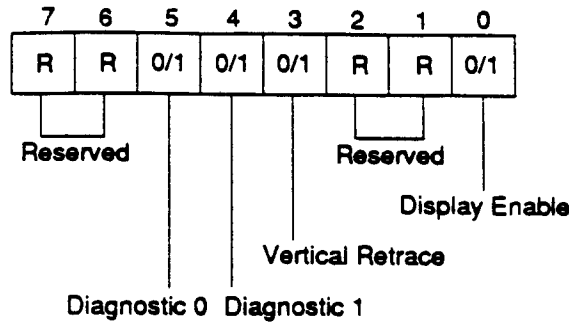 7 6 5 4 3 2 1 0
R R 0/1 0/1 0/1 R R 0/1
Reserved Reserved
Display Enable
Vertical Retrace
Diagnostic 0 Diagnostic 1